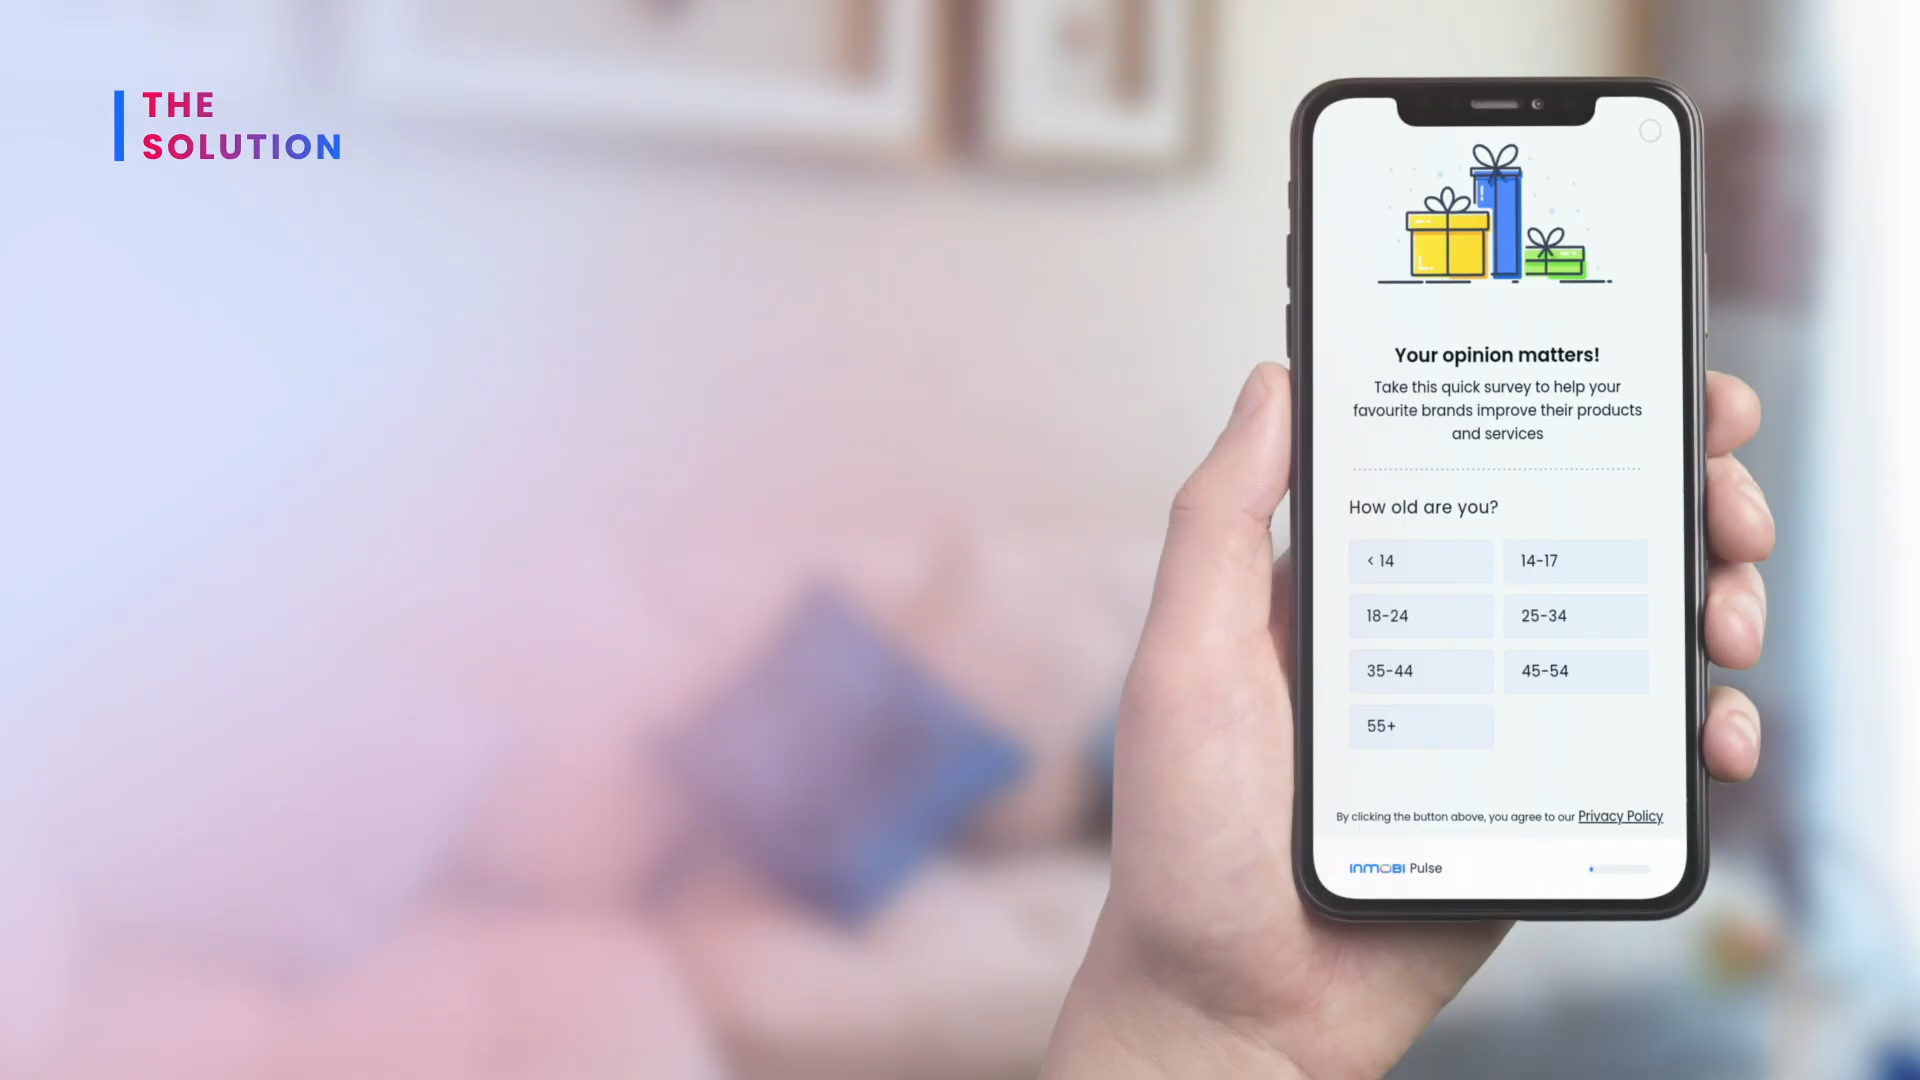 THE
SOLUTION
Your opinion matters!
Take this quick survey to help your
favourite brands improve their products
and services
How old are you?
< 14
14-17
18-24
25-34
35-44
45-54
55+
By clicking the button above, you agree to our Privacy Policy
INMOBI Pulse